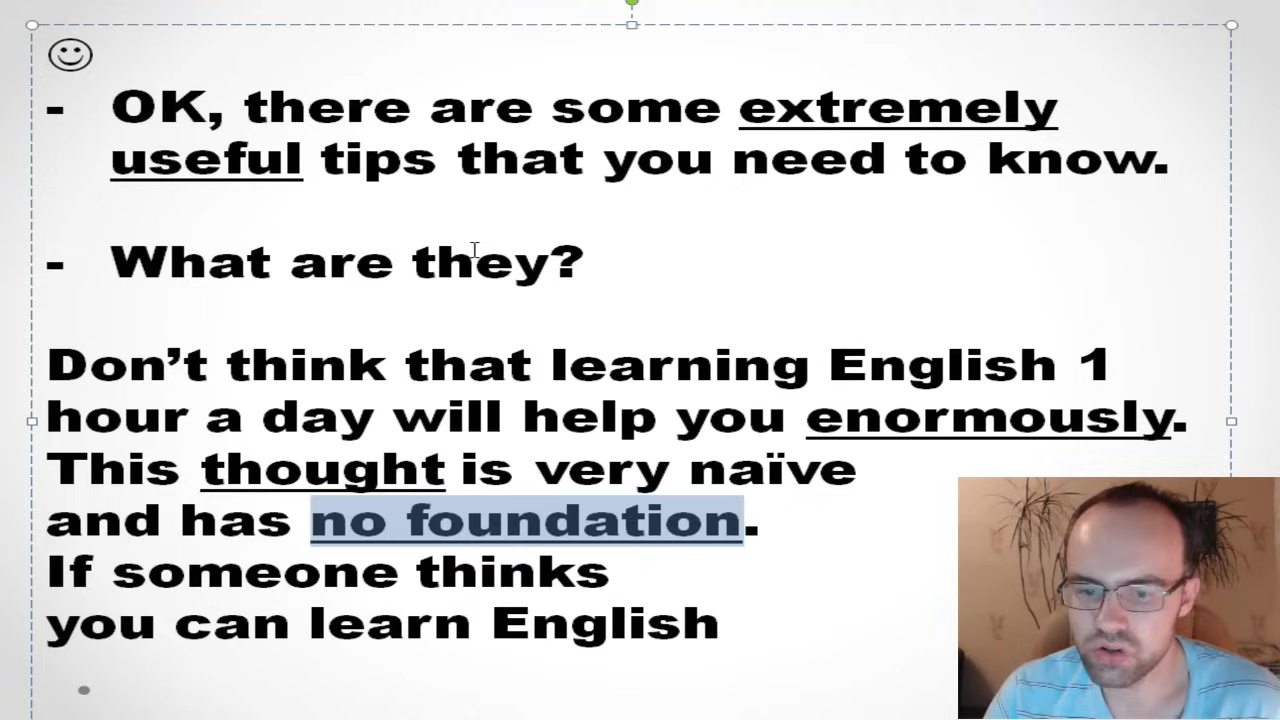 - OK, there are some extremely
useful tips that you need to know.
- What are they?
Don’t think that learning English 1
hour a day will help you enormously.
This thought is very naïve
and has no foundation.
If someone thinks
you can learn English